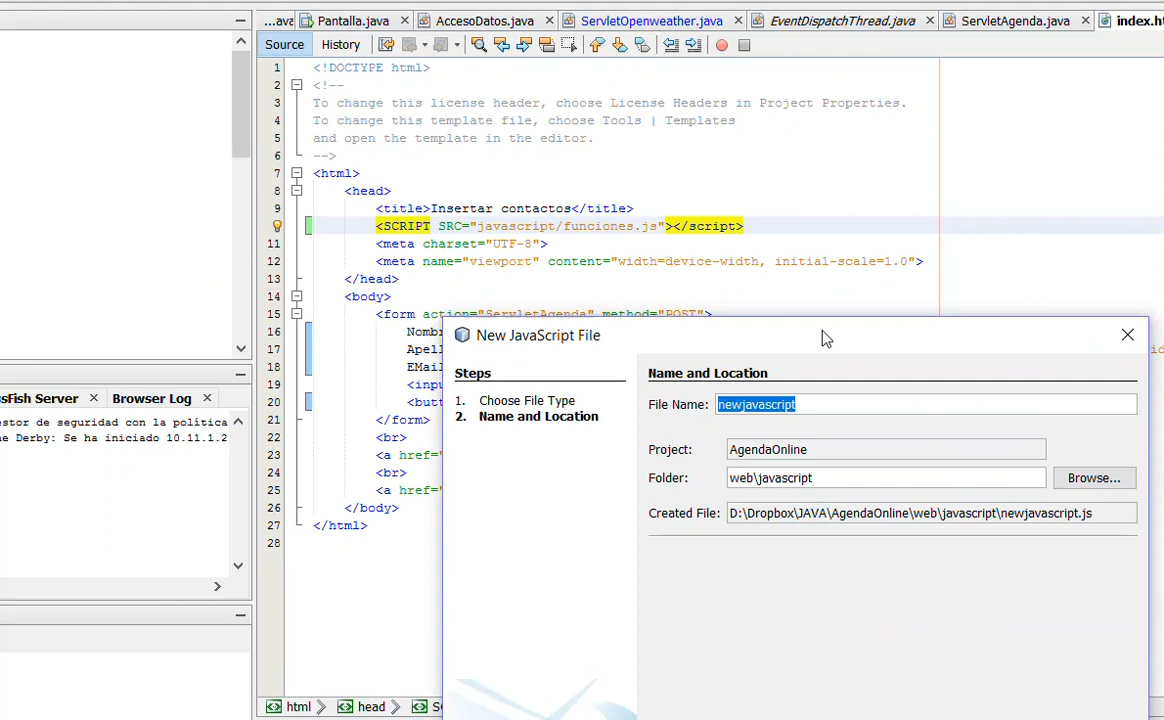 ...ava Pantalla.java AccesoDatos.java ServletOpenweather.java EventDispatchThread.java ServletAgenda.java
Source History
1 <!DOCTYPE html>
2 <!--
3 To change this license header, choose License Headers in Project Properties.
4 To change this template file, choose Tools | Templates
5 and open the template in the editor.
6 -->
7 <html>
8 <head>
9 <title>Insertar contactos</title>
<SCRIPT SRC="javascript/funciones.js"></script>
11 <meta charset="UTF-8">
12 <meta name="viewport" content="width=device-width, initial-scale=1.0">
13 </head>
14 <body>
15 <form action="ServletAgenda" method="POST">
16 Nombr
17 Apell
18 EMail
19 <inpu
20 <butt
21 </form>
22 <br>
23 <a href="
24 <br>
25 <a href="
26 </body>
27 </html>
28
ssFish Server Browser Log
estor de seguridad con la política
ne Derby: Se ha iniciado 10.11.1.2
New JavaScript File
Steps
1. Choose File Type
2. Name and Location
Name and Location
File Name: newjavascript
Project: AgendaOnline
Folder: web\javascript Browse...
Created File: D:\Dropbox\JAVA\AgendaOnline\web\javascript\newjavascript.js
html head